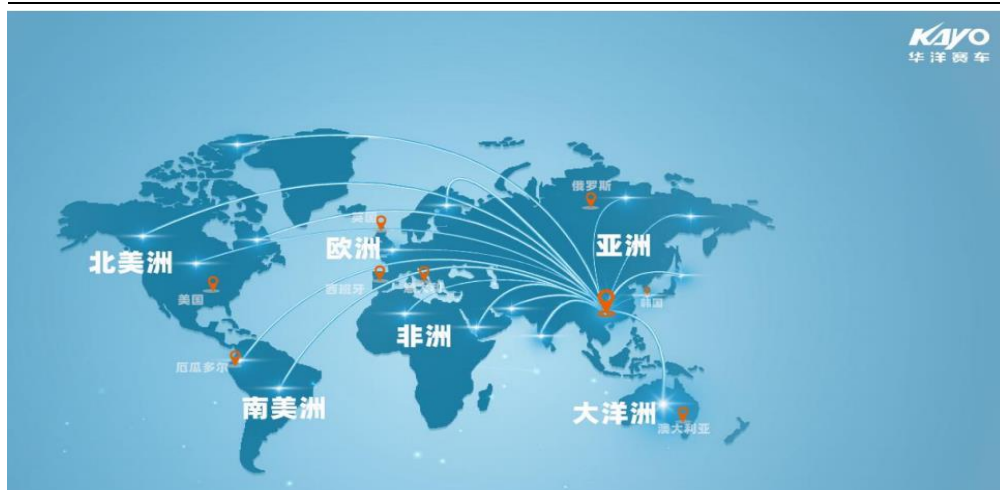 KAYO
华洋赛车
俄罗斯
英国
北美洲
欧洲
亚洲
美国
西班牙
韩国
非洲
厄瓜多尔
南美洲
大洋洲
澳大利亚